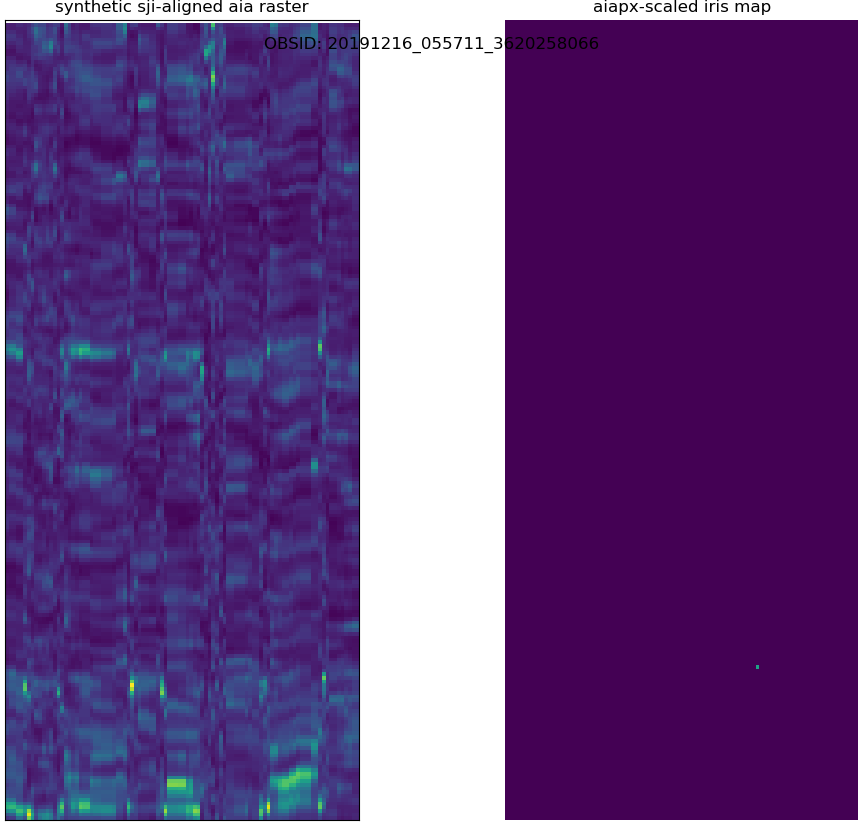 synthetic sji-aligned aia raster
aiapx-scaled iris map
OBSID: 20191216_055711_3620258066